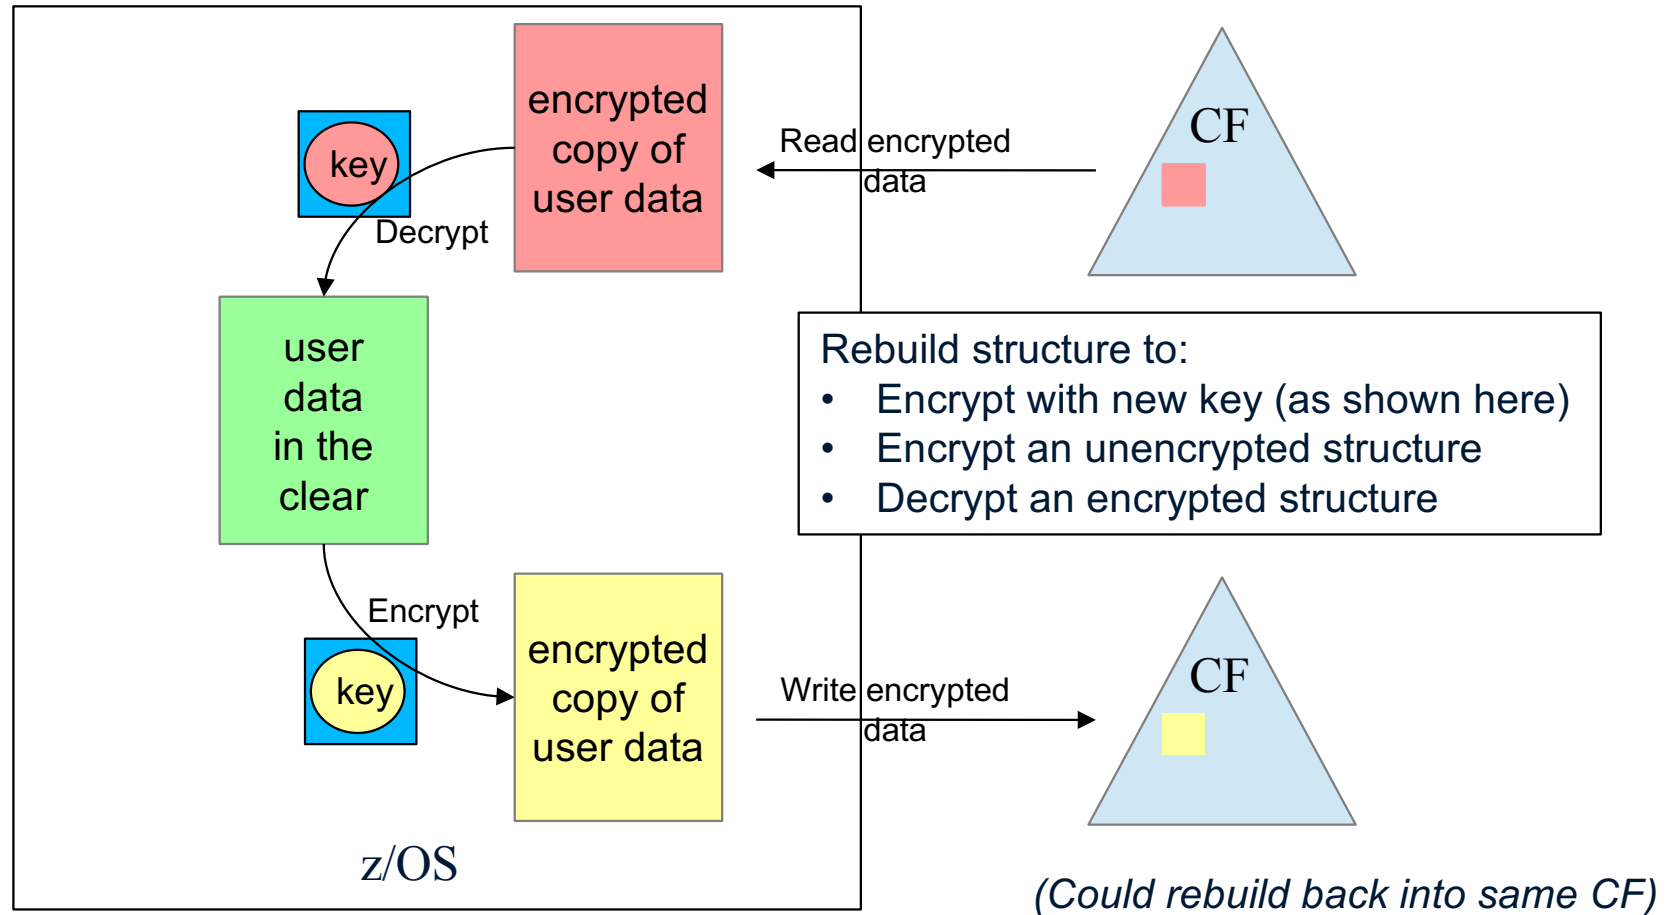 encrypted
copy of
user data
key
Decrypt
Read encrypted
data
CF
user
data
in the
clear
Rebuild structure to:
• Encrypt with new key (as shown here)
• Encrypt an unencrypted structure
• Decrypt an encrypted structure
Encrypt
key
encrypted
copy of
user data
Write encrypted
data
CF
z/OS
(Could rebuild back into same CF)